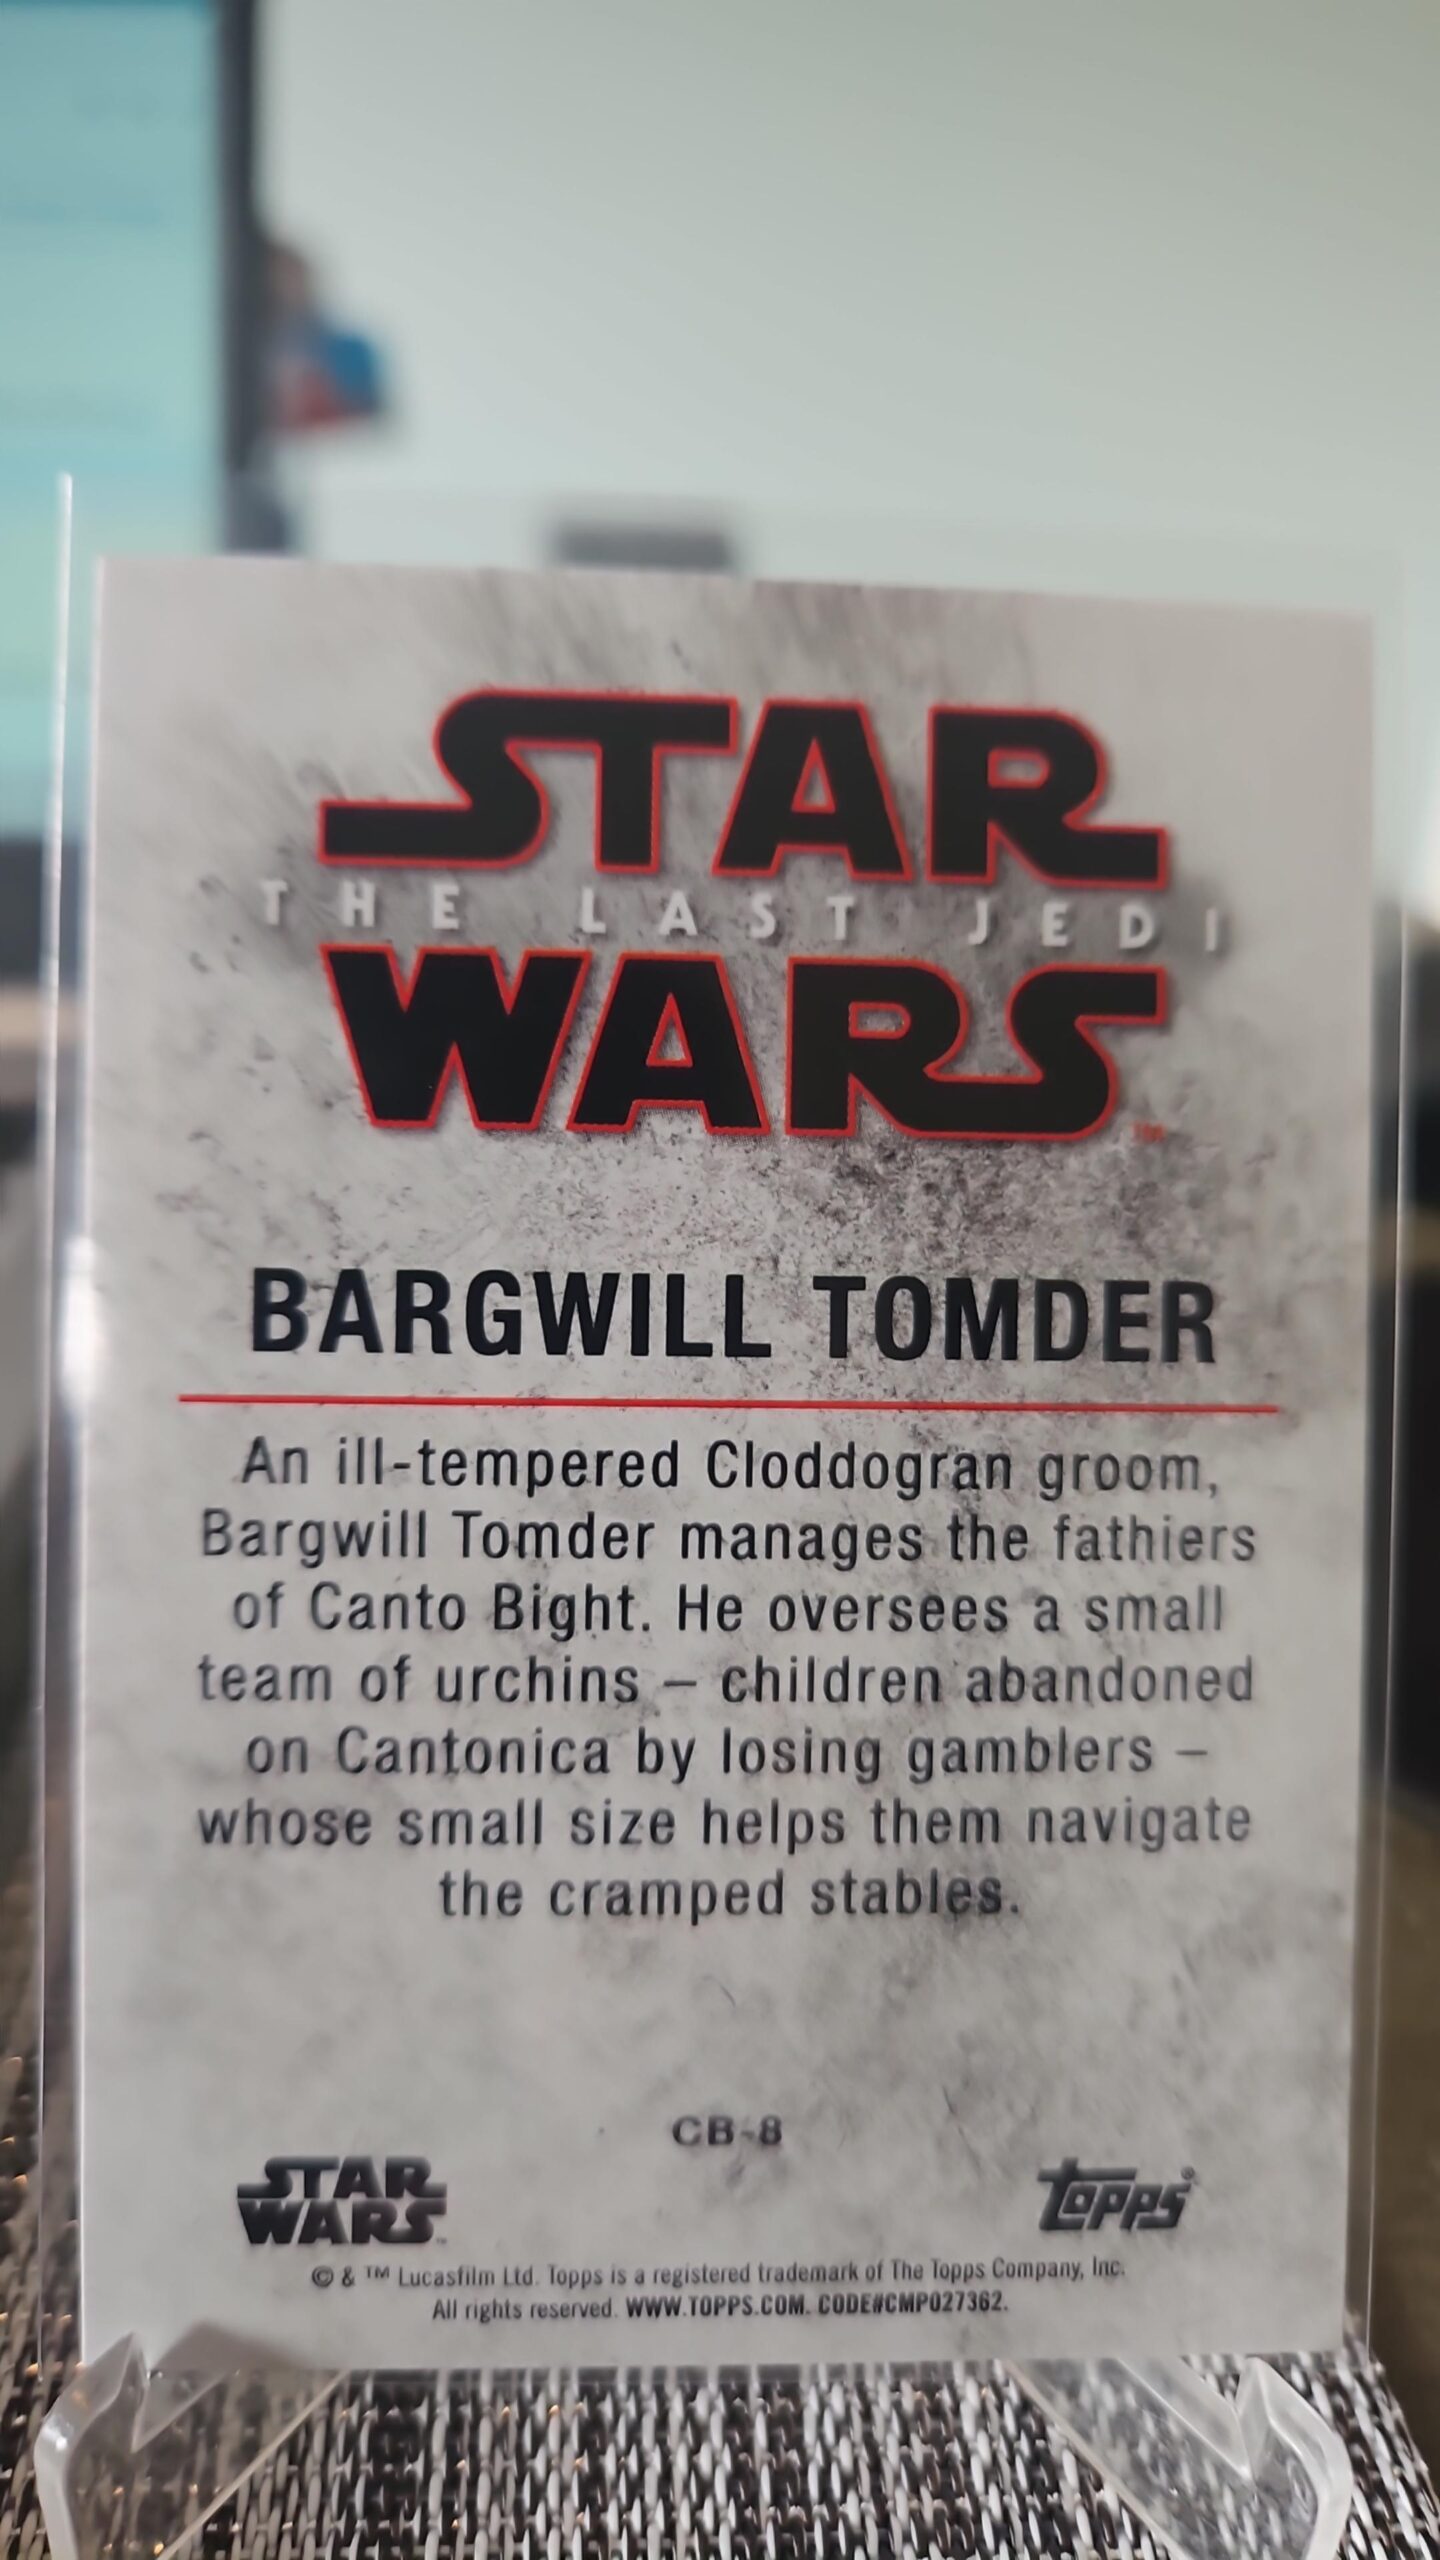 STAR
THE LAST JEDI
WARS
TM
BARGWILL TOMDER
An ill-tempered Cloddogran groom,
Bargwill Tomder manages the fathiers
of Canto Bight. He oversees a small
team of urchins – children abandoned
on Cantonica by losing gamblers –
whose small size helps them navigate
the cramped stables.
CB-8
STAR
WARS
topps®
© & ™ Lucasfilm Ltd. Topps is a registered trademark of The Topps Company, Inc.
All rights reserved. WWW.TOPPS.COM. CODE#CMP027362.